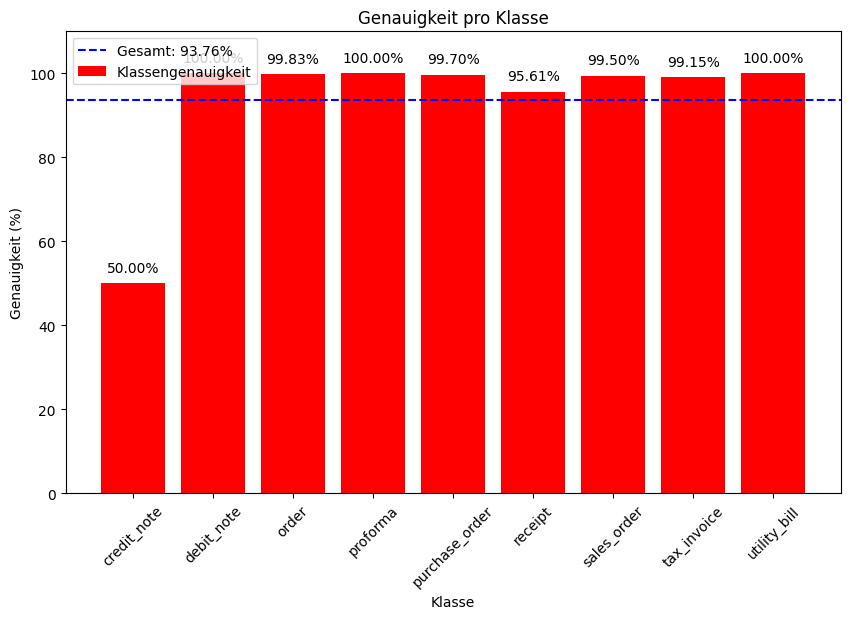 Genauigkeit pro Klasse
Gesamt: 93.76%
Klassengenauigkeit
50.00%
100.00%
99.83%
100.00%
99.70%
95.61%
99.50%
99.15%
100.00%
Genauigkeit (%)
100
80
60
40
20
0
credit_note
debit_note
order
proforma
purchase_order
receipt
sales_order
tax_invoice
utility_bill
Klasse